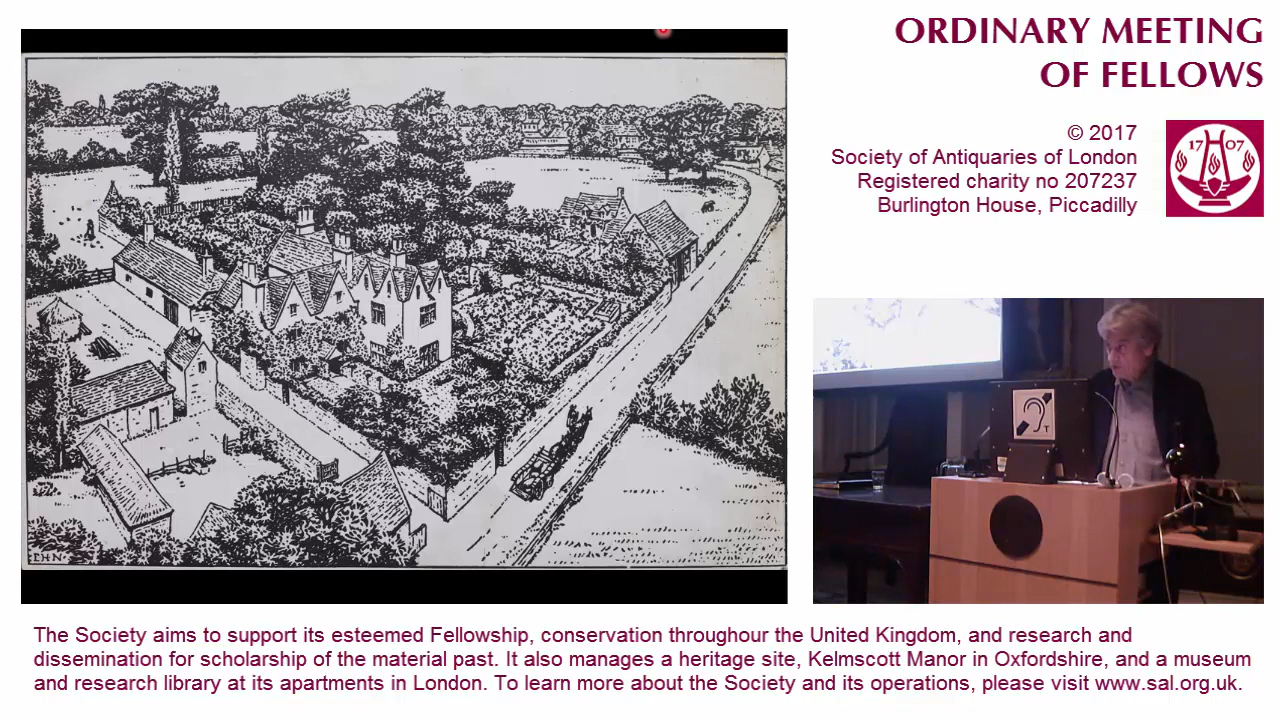 ORDINARY MEETING
OF FELLOWS
© 2017
Society of Antiquaries of London
Registered charity no 207237
Burlington House, Piccadilly
17 07
EHN
T
The Society aims to support its esteemed Fellowship, conservation throughour the United Kingdom, and research and
dissemination for scholarship of the material past. It also manages a heritage site, Kelmscott Manor in Oxfordshire, and a museum
and research library at its apartments in London. To learn more about the Society and its operations, please visit www.sal.org.uk.